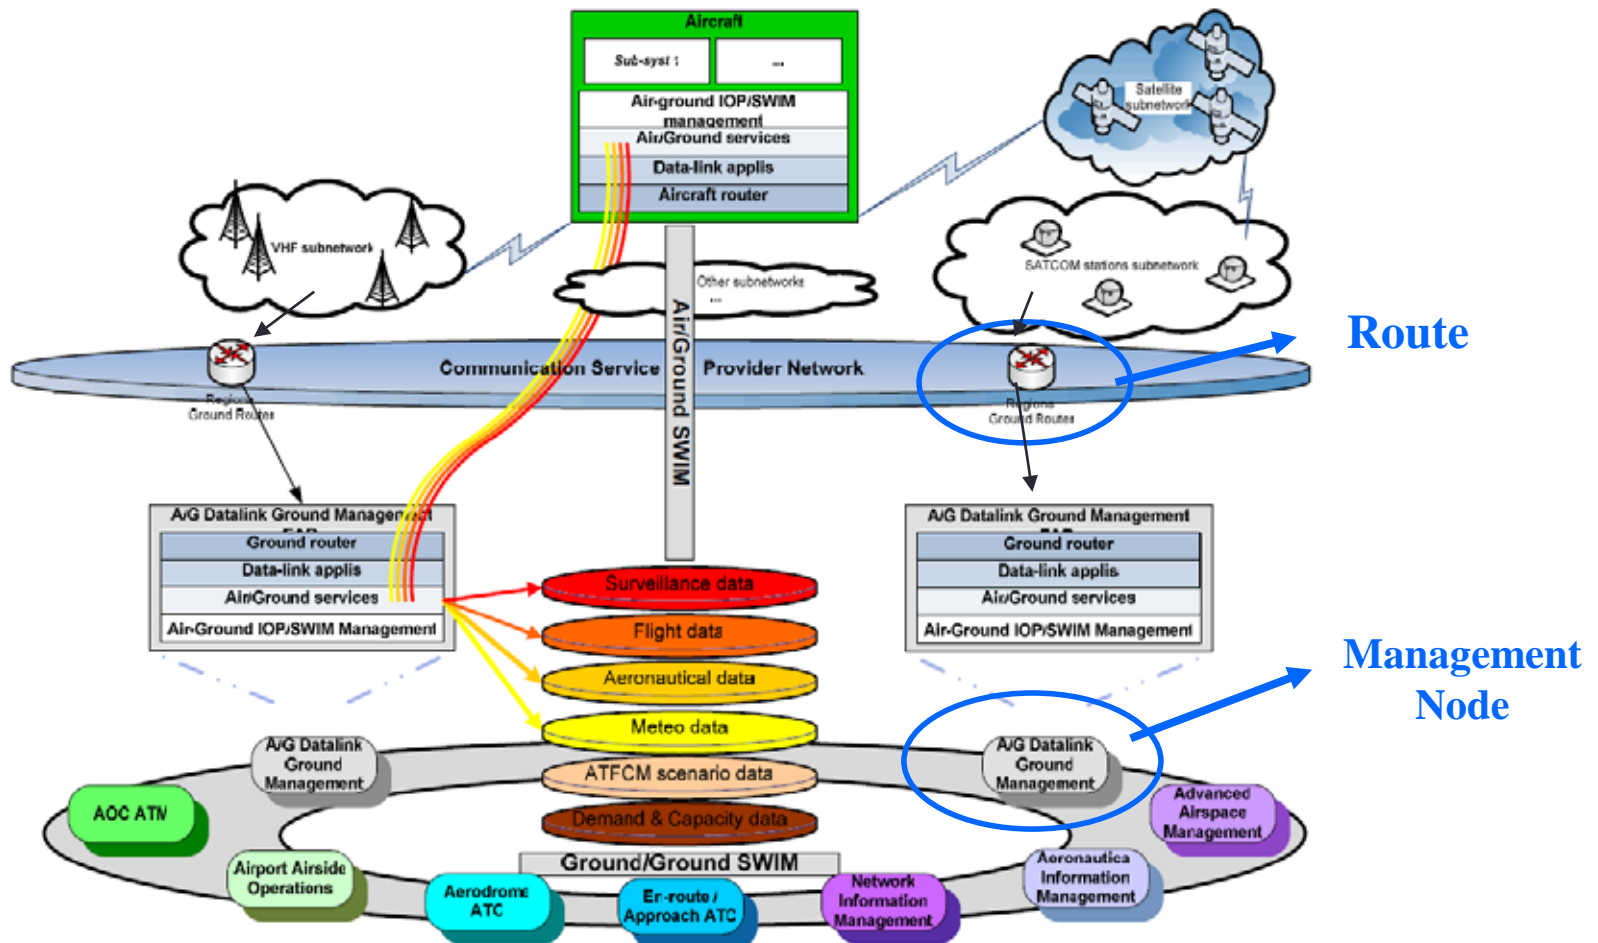 Aircraft
Sub-syst 1
...
Air-ground IOP/SWIM
management
Air/Ground services
Data-link applis
Aircraft router
Satellite
subnetwork
VHF subnetwork
SATCOM stations subnetwork
Other subnetworks
...
Air/Ground SWIM
Route
Communication Service
Provider Network
Ground Router
Ground Router
A/G Datalink Ground Management
Ground router
Data-link applis
Air/Ground services
Air-Ground IOP/SWIM Management
A/G Datalink Ground Management
Ground router
Data-link applis
Air/Ground services
Air-Ground IOP/SWIM Management
Surveillance data
Flight data
Aeronautical data
Meteo data
ATFCM scenario data
Demand & Capacity data
Management
Node
A/G Datalink
Ground
Management
A/G Datalink
Ground
Management
AOC ATM
Advanced
Airspace
Management
Ground/Ground SWIM
Airport Airside
Operations
Aerodrome
ATC
En-route /
Approach ATC
Network
Information
Management
Aeronautica
Information
Management